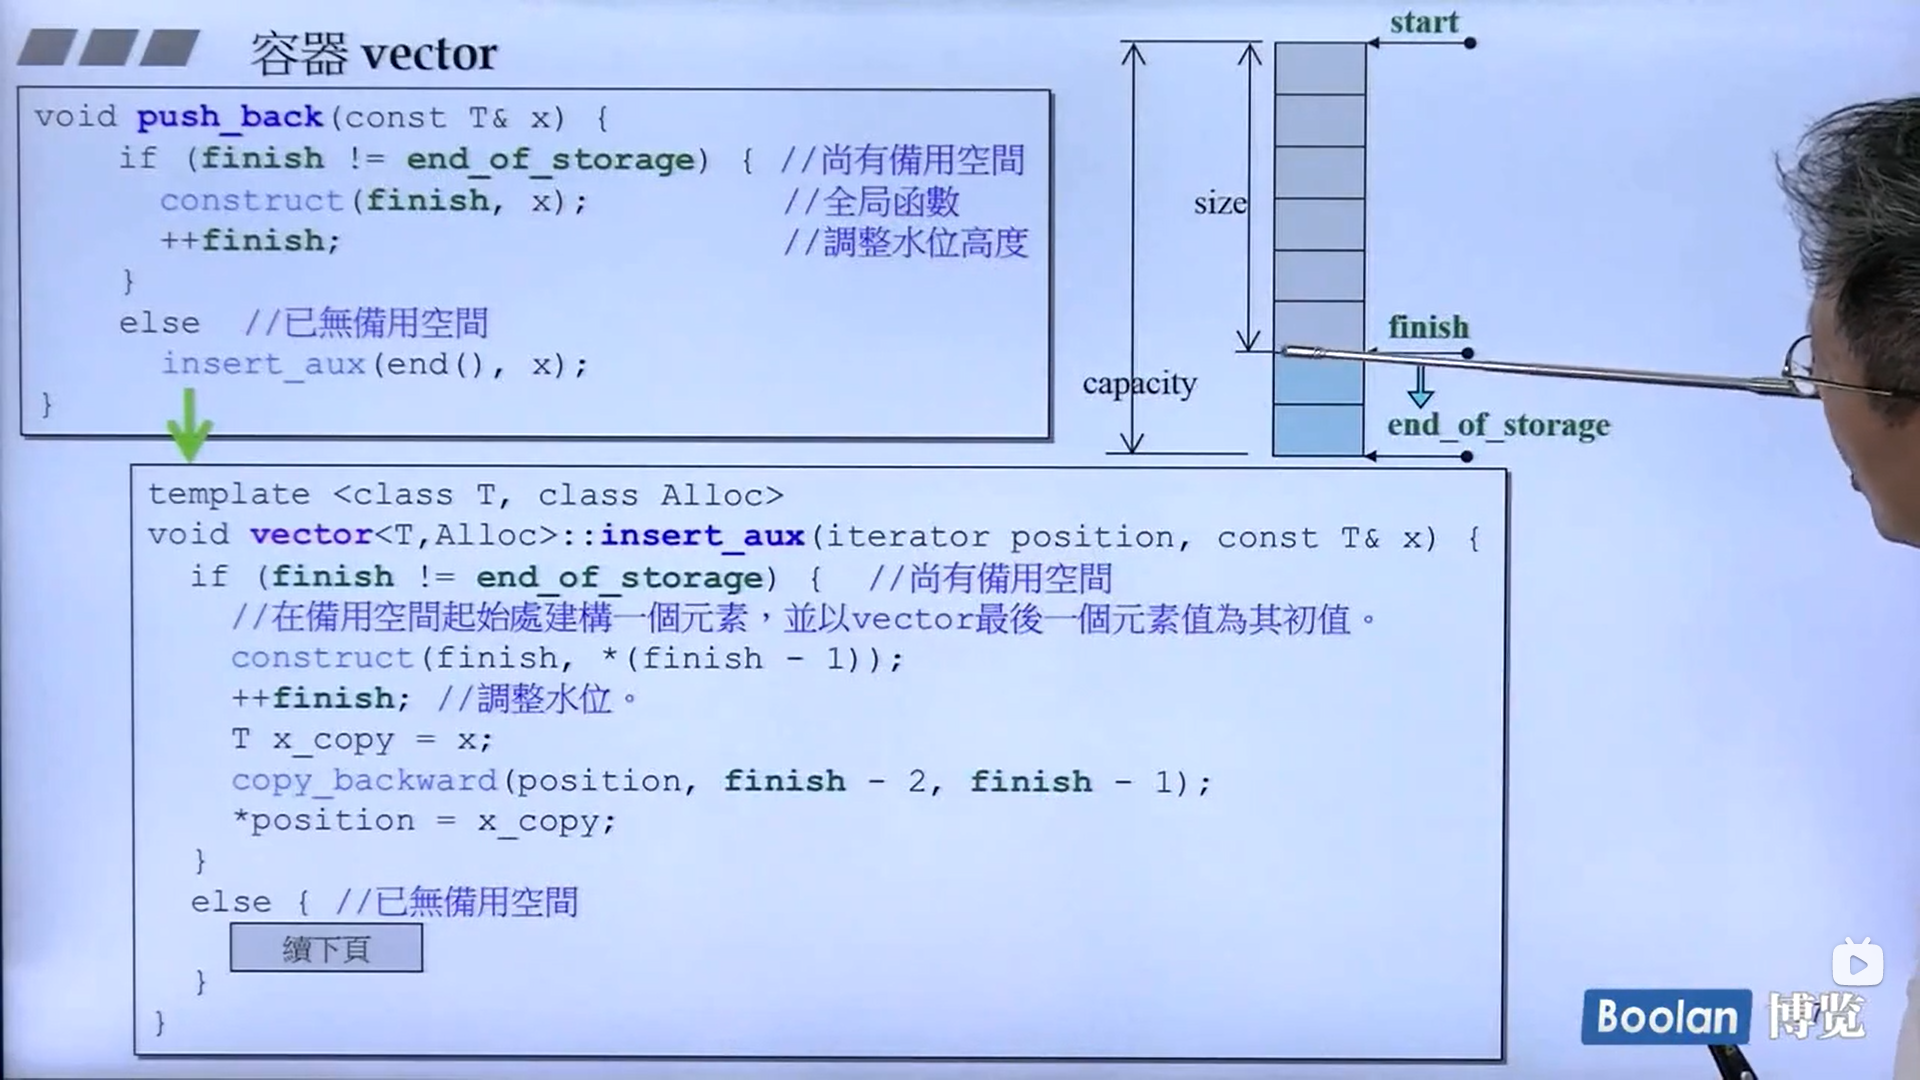 容器 vector
void push_back(const T& x) {
if (finish != end_of_storage) { //尚有備用空間
construct(finish, x); //全局函數
++finish; //調整水位高度
}
else //已無備用空間
insert_aux(end(), x);
}
start
size
finish
capacity
end_of_storage
template <class T, class Alloc>
void vector<T,Alloc>::insert_aux(iterator position, const T& x) {
if (finish != end_of_storage) { //尚有備用空間
//在備用空間起始處建構一個元素，並以vector最後一個元素值為其初值。
construct(finish, *(finish - 1));
++finish; //調整水位。
T x_copy = x;
copy_backward(position, finish - 2, finish - 1);
*position = x_copy;
}
else { //已無備用空間
續下頁
}
}
Boolan 博览